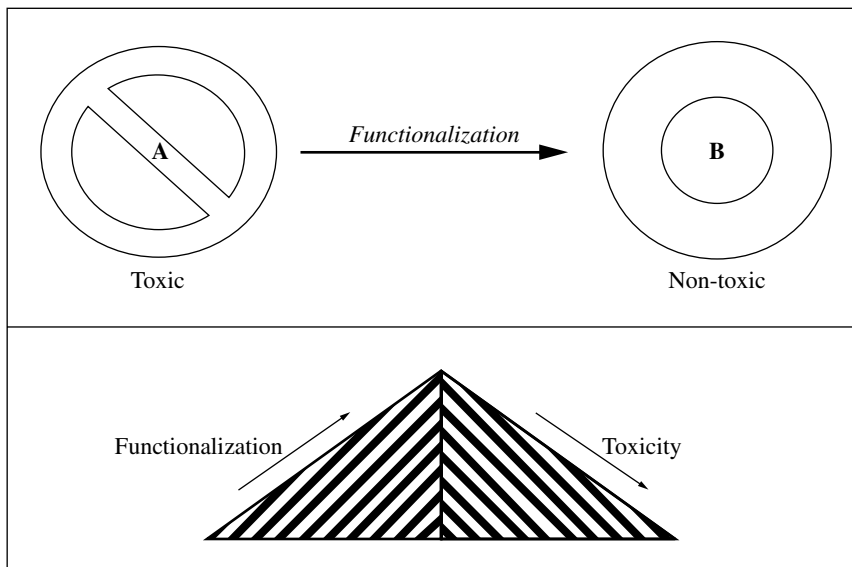 Functionalization
A
B
Toxic
Non-toxic
Functionalization
Toxicity